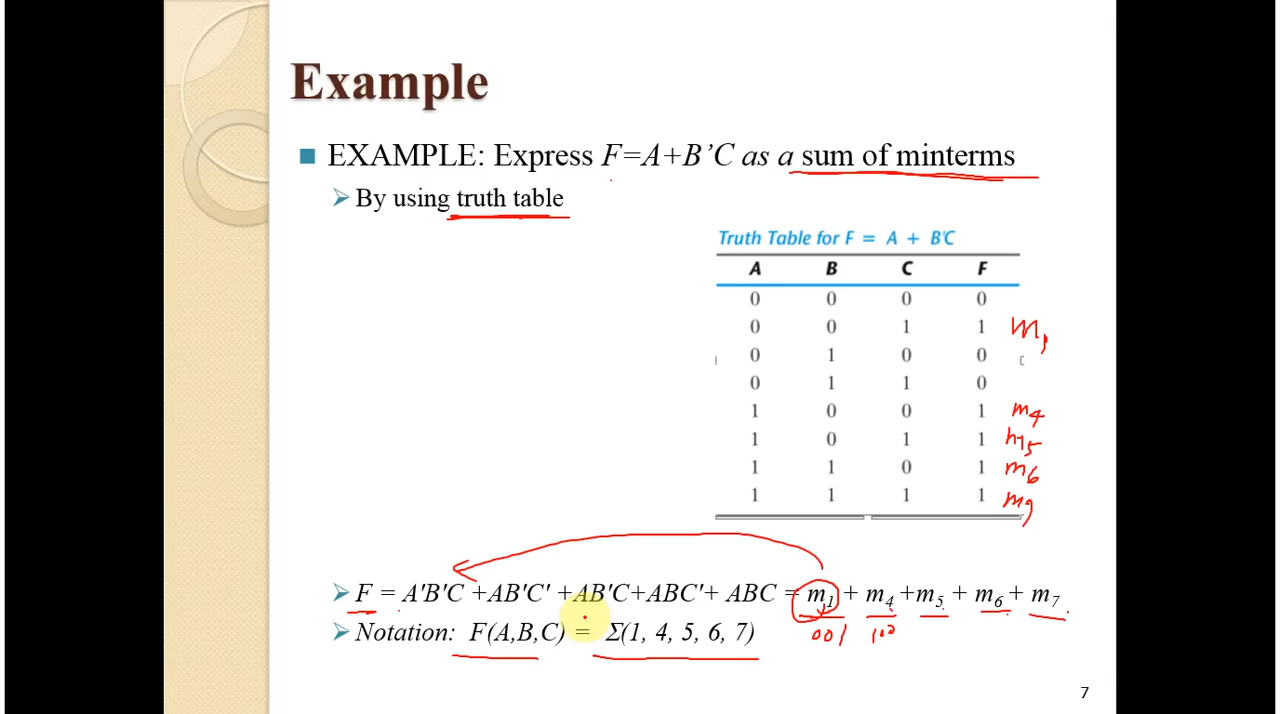 Example
EXAMPLE: Express F=A+B’C as a sum of minterms
By using truth table
Truth Table for F = A + B′C
A B C F
0 0 0 0
0 0 1 1 m1
0 1 0 0
0 1 1 0
1 0 0 1 m4
1 0 1 1 m5
1 1 0 1 m6
1 1 1 1
F = A′B′C +AB′C′ +AB′C+ABC′+ ABC = m1 + m4 +m5 + m6 + m7
Notation: F(A,B,C) = Σ(1, 4, 5, 6, 7)
001 100
7